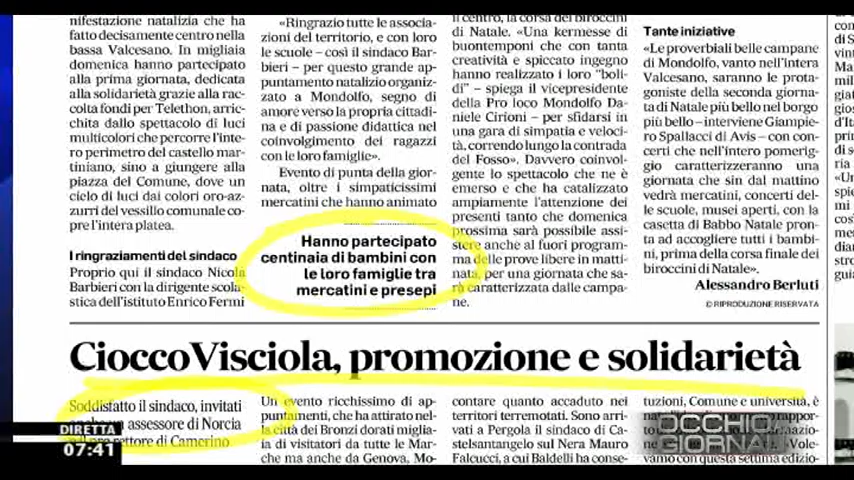 nifestazione natalizia che ha
fatto decisamente centro nella
bassa Valcesano. In migliaia
domenica hanno partecipato
alla prima giornata, dedicata
alla solidarietà grazie alla rac-
colta fondi per Telethon, arric-
chita dallo spettacolo di luci
multicolori che percorre l'inte-
ro perimetro del castello marti-
niano, sino a giungere alla
piazza del Comune, dove un
cielo di luci dai colori oro-az-
zurri del vessillo comunale co-
pre l'intera platea.
I ringraziamenti del sindaco
Proprio qui il sindaco Nicola
Barbieri con la dirigente scola-
stica dell'istituto Enrico Fermi
«Ringrazio tutte le associa-
zioni del territorio, e con loro
le scuole – così il sindaco Bar-
bieri – per questo grande ap-
puntamento natalizio organiz-
zato a Mondolfo, segno di
amore verso la propria cittadi-
na e di passione didattica nel
coinvolgimento dei ragazzi
con le loro famiglie».
Evento di punta della gior-
nata, oltre i simpaticissimi
mercatini che hanno animato
Hanno partecipato
centinaia di bambini con
le loro famiglie tra
mercatini e presepi
il centro, la corsa dei biroccini
di Natale. «Una kermesse di
buontemponi che con tanta
creatività e spiccato ingegno
hanno realizzato i loro "boli-
di" – spiega il vicepresidente
della Pro loco Mondolfo Da-
niele Cirioni – per sfidarsi in
una gara di simpatia e veloci-
tà, correndo lungo la contrada
del Fosso». Davvero coinvol-
gente lo spettacolo che ne è
emerso e che ha catalizzato
ampiamente l'attenzione dei
presenti tanto che domenica
prossima sarà possibile assi-
stere anche al fuori program-
ma delle prove libere in matti-
nata, per una giornata che sa-
rà caratterizzata dalle campa-
ne.
Tante iniziative
«Le proverbiali belle campane
di Mondolfo, vanto nell'intera
Valcesano, saranno le prota-
goniste della seconda giorna-
ta di Natale più bello nel borgo
più bello – interviene Giampie-
ro Spallacci di Avis – con con-
certi che nell'intero pomerig-
gio caratterizzeranno una
giornata che sin dal mattino
vedrà mercatini, concerti del-
le scuole, musei aperti, con la
casetta di Babbo Natale pron-
ta ad accogliere tutti i bambi-
ni, prima della corsa finale dei
biroccini di Natale».
Alessandro Berluti
© RIPRODUZIONE RISERVATA
CioccoVisciola, promozione e solidarietà
Soddisfatto il sindaco, invitati
assessore di Norcia
rettore di Camerino
Un evento ricchissimo di ap-
puntamenti, che ha attirato nel-
la città dei Bronzi dorati migli-
aia di visitatori da tutte le Mar-
che ma anche da Genova, Mo-
contare quanto accaduto nei
territori terremotati. Sono arri-
vati a Pergola il sindaco di Ca-
stelsantangelo sul Nera Mauro
Falcucci, a cui Baldelli ha conse-
tuzioni, Comune e università, è
rapporto
«Vole-
vamo con questa settima edizio-
DIRETTA
07:41
OCCHIO
GIORNALE